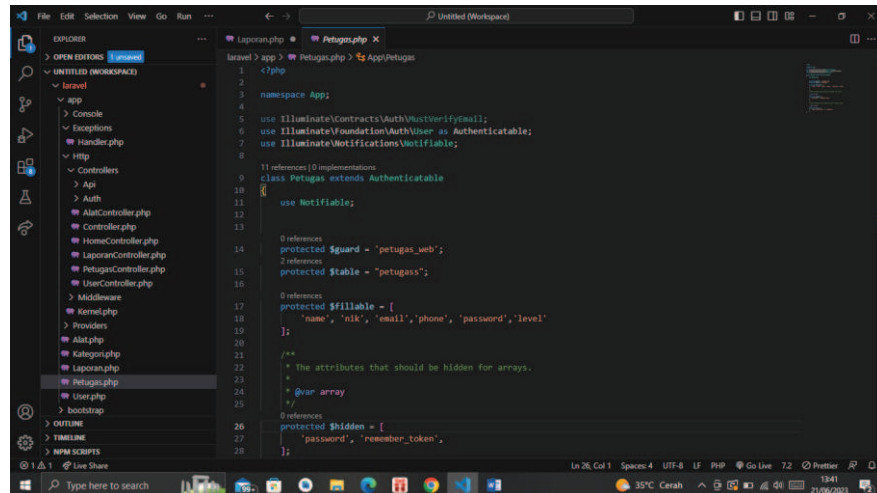 File Edit Selection View Go Run ...
Untitled (Workspace)
EXPLORER
Laporan.php
Petugas.php
> OPEN EDITORS 1 unsaved
UNTITLED (WORKSPACE)
laravel
app
> Console
Exceptions
Handler.php
Http
Controllers
> Api
> Auth
AlatController.php
Controller.php
HomeController.php
LaporanController.php
PetugasController.php
UserController.php
> Middleware
Kernel.php
> Providers
Alat.php
Kategori.php
Laporan.php
Petugas.php
User.php
> bootstrap
> OUTLINE
> TIMELINE
> NPM SCRIPTS
laravel > app > Petugas.php > App\Petugas
1 <?php
2
3 namespace App;
4
5 use Illuminate\Contracts\Auth\MustVerifyEmail;
6 use Illuminate\Foundation\Auth\User as Authenticatable;
7 use Illuminate\Notifications\Notifiable;
8
11 references | 0 implementations
9 class Petugas extends Authenticatable
10 {
11 use Notifiable;
12
13
0 references
14 protected $guard = 'petugas_web';
2 references
15 protected $table = "petugass";
16
0 references
17 protected $fillable = [
18 'name', 'nik', 'email','phone', 'password','level'
19 ];
20
21 /**
22 * The attributes that should be hidden for arrays.
23 *
24 * @var array
25 */
0 references
26 protected $hidden = [
27 'password', 'remember_token',
28 ];
1 1 Live Share
Ln 26, Col 1 Spaces: 4 UTF-8 LF PHP Go Live 7.2 Prettier
Type here to search
99+
35°C Cerah
13:41
21/06/2023